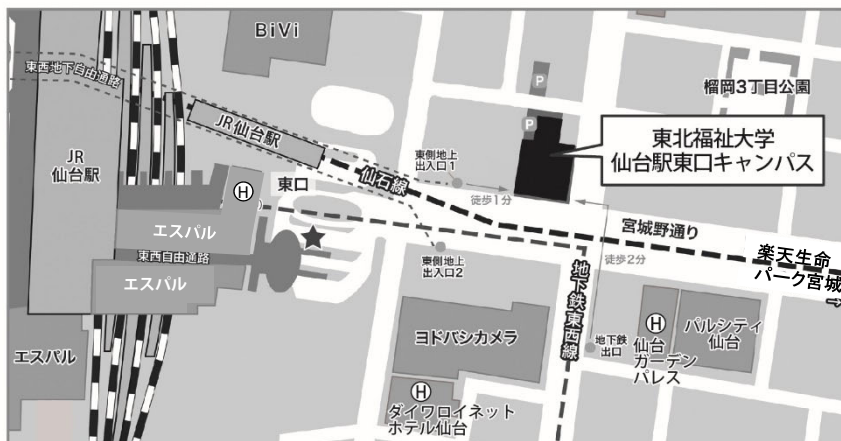 BiVi
東西地下自由通路
P
榴岡3丁目公園
P
JR仙台駅
東北福祉大学
仙台駅東口キャンパス
JR
仙台駅
東側地上
出入口1
仙石線
H
東口
徒歩1分
宮城野通り
エスパル
東西自由通路
エスパル
東側地上
出入口2
徒歩2分
楽天生命
パーク宮城
地下鉄東西線
ヨドバシカメラ
地下鉄
出口
H
仙台
ガーデン
パレス
パルシティ
仙台
エスパル
H
ダイワロイネット
ホテル仙台